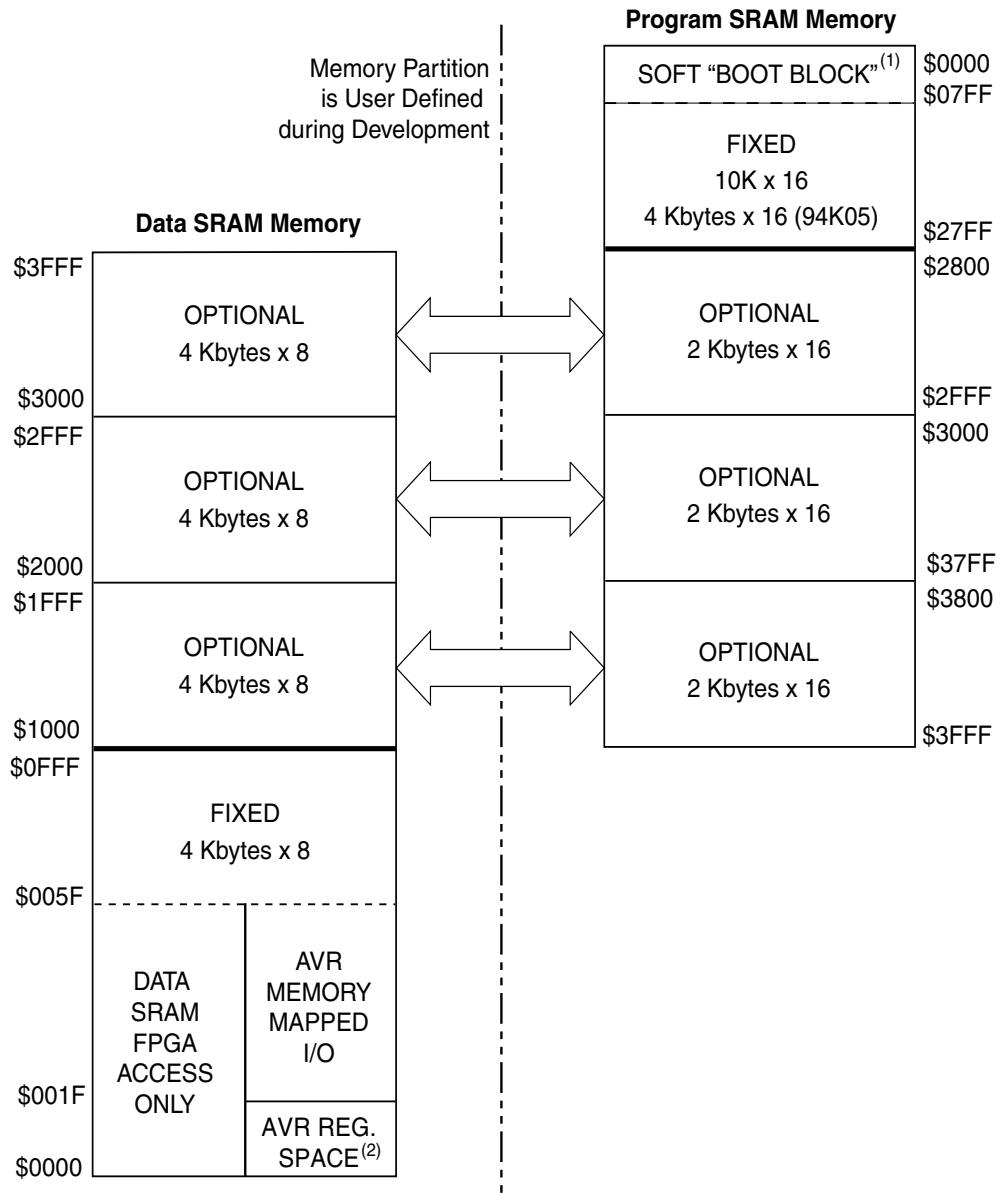 Memory Partition
is User Defined
during Development
Data SRAM Memory
$3FFF
OPTIONAL
4 Kbytes x 8
$3000
$2FFF
OPTIONAL
4 Kbytes x 8
$2000
$1FFF
OPTIONAL
4 Kbytes x 8
$1000
$0FFF
FIXED
4 Kbytes x 8
$005F
DATA
SRAM
FPGA
ACCESS
ONLY
AVR
MEMORY
MAPPED
I/O
$001F
AVR REG.
SPACE(2)
$0000
Program SRAM Memory
SOFT “BOOT BLOCK”(1)
$0000
$07FF
FIXED
10K x 16
4 Kbytes x 16 (94K05)
$27FF
$2800
OPTIONAL
2 Kbytes x 16
$2FFF
$3000
OPTIONAL
2 Kbytes x 16
$37FF
$3800
OPTIONAL
2 Kbytes x 16
$3FFF